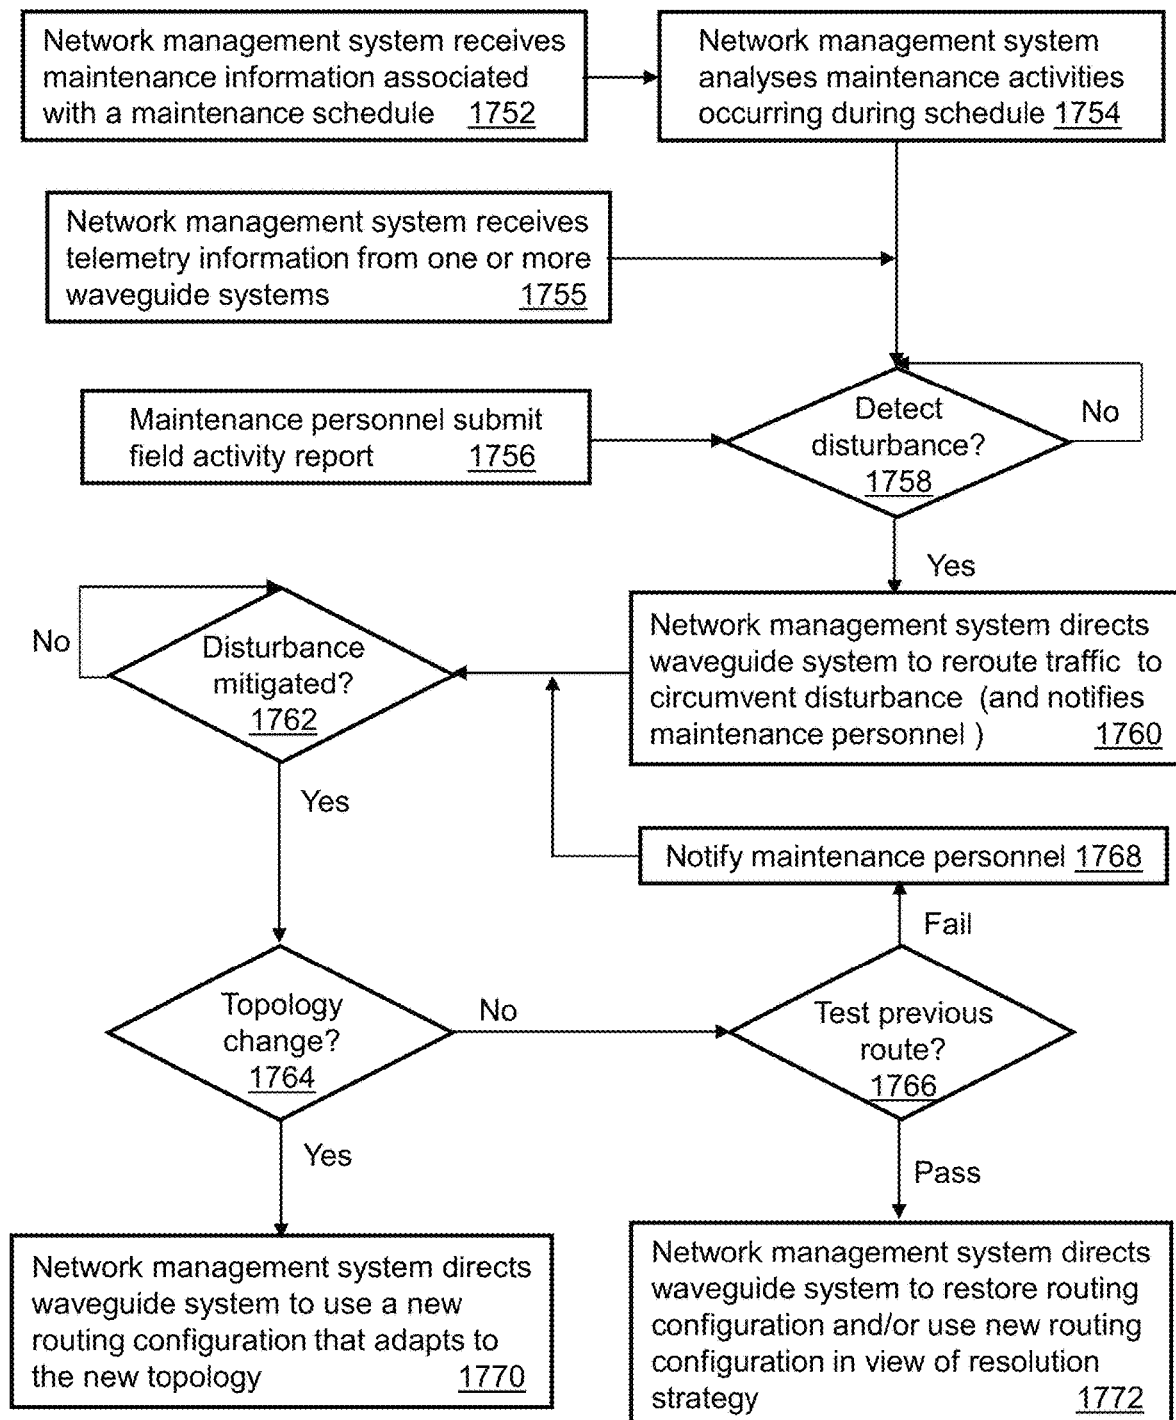 Network management system receives
maintenance information associated
with a maintenance schedule 1752
Network management system
analyses maintenance activities
occurring during schedule 1754
Network management system receives
telemetry information from one or more
waveguide systems 1755
Maintenance personnel submit
field activity report 1756
Detect
disturbance?
1758
No
Yes
Network management system directs
waveguide system to reroute traffic to
circumvent disturbance (and notifies
maintenance personnel ) 1760
No
Disturbance
mitigated?
1762
Yes
Notify maintenance personnel 1768
Fail
Topology
change?
1764
No
Test previous
route?
1766
Yes
Pass
Network management system directs
waveguide system to use a new
routing configuration that adapts to
the new topology 1770
Network management system directs
waveguide system to restore routing
configuration and/or use new routing
configuration in view of resolution
strategy 1772